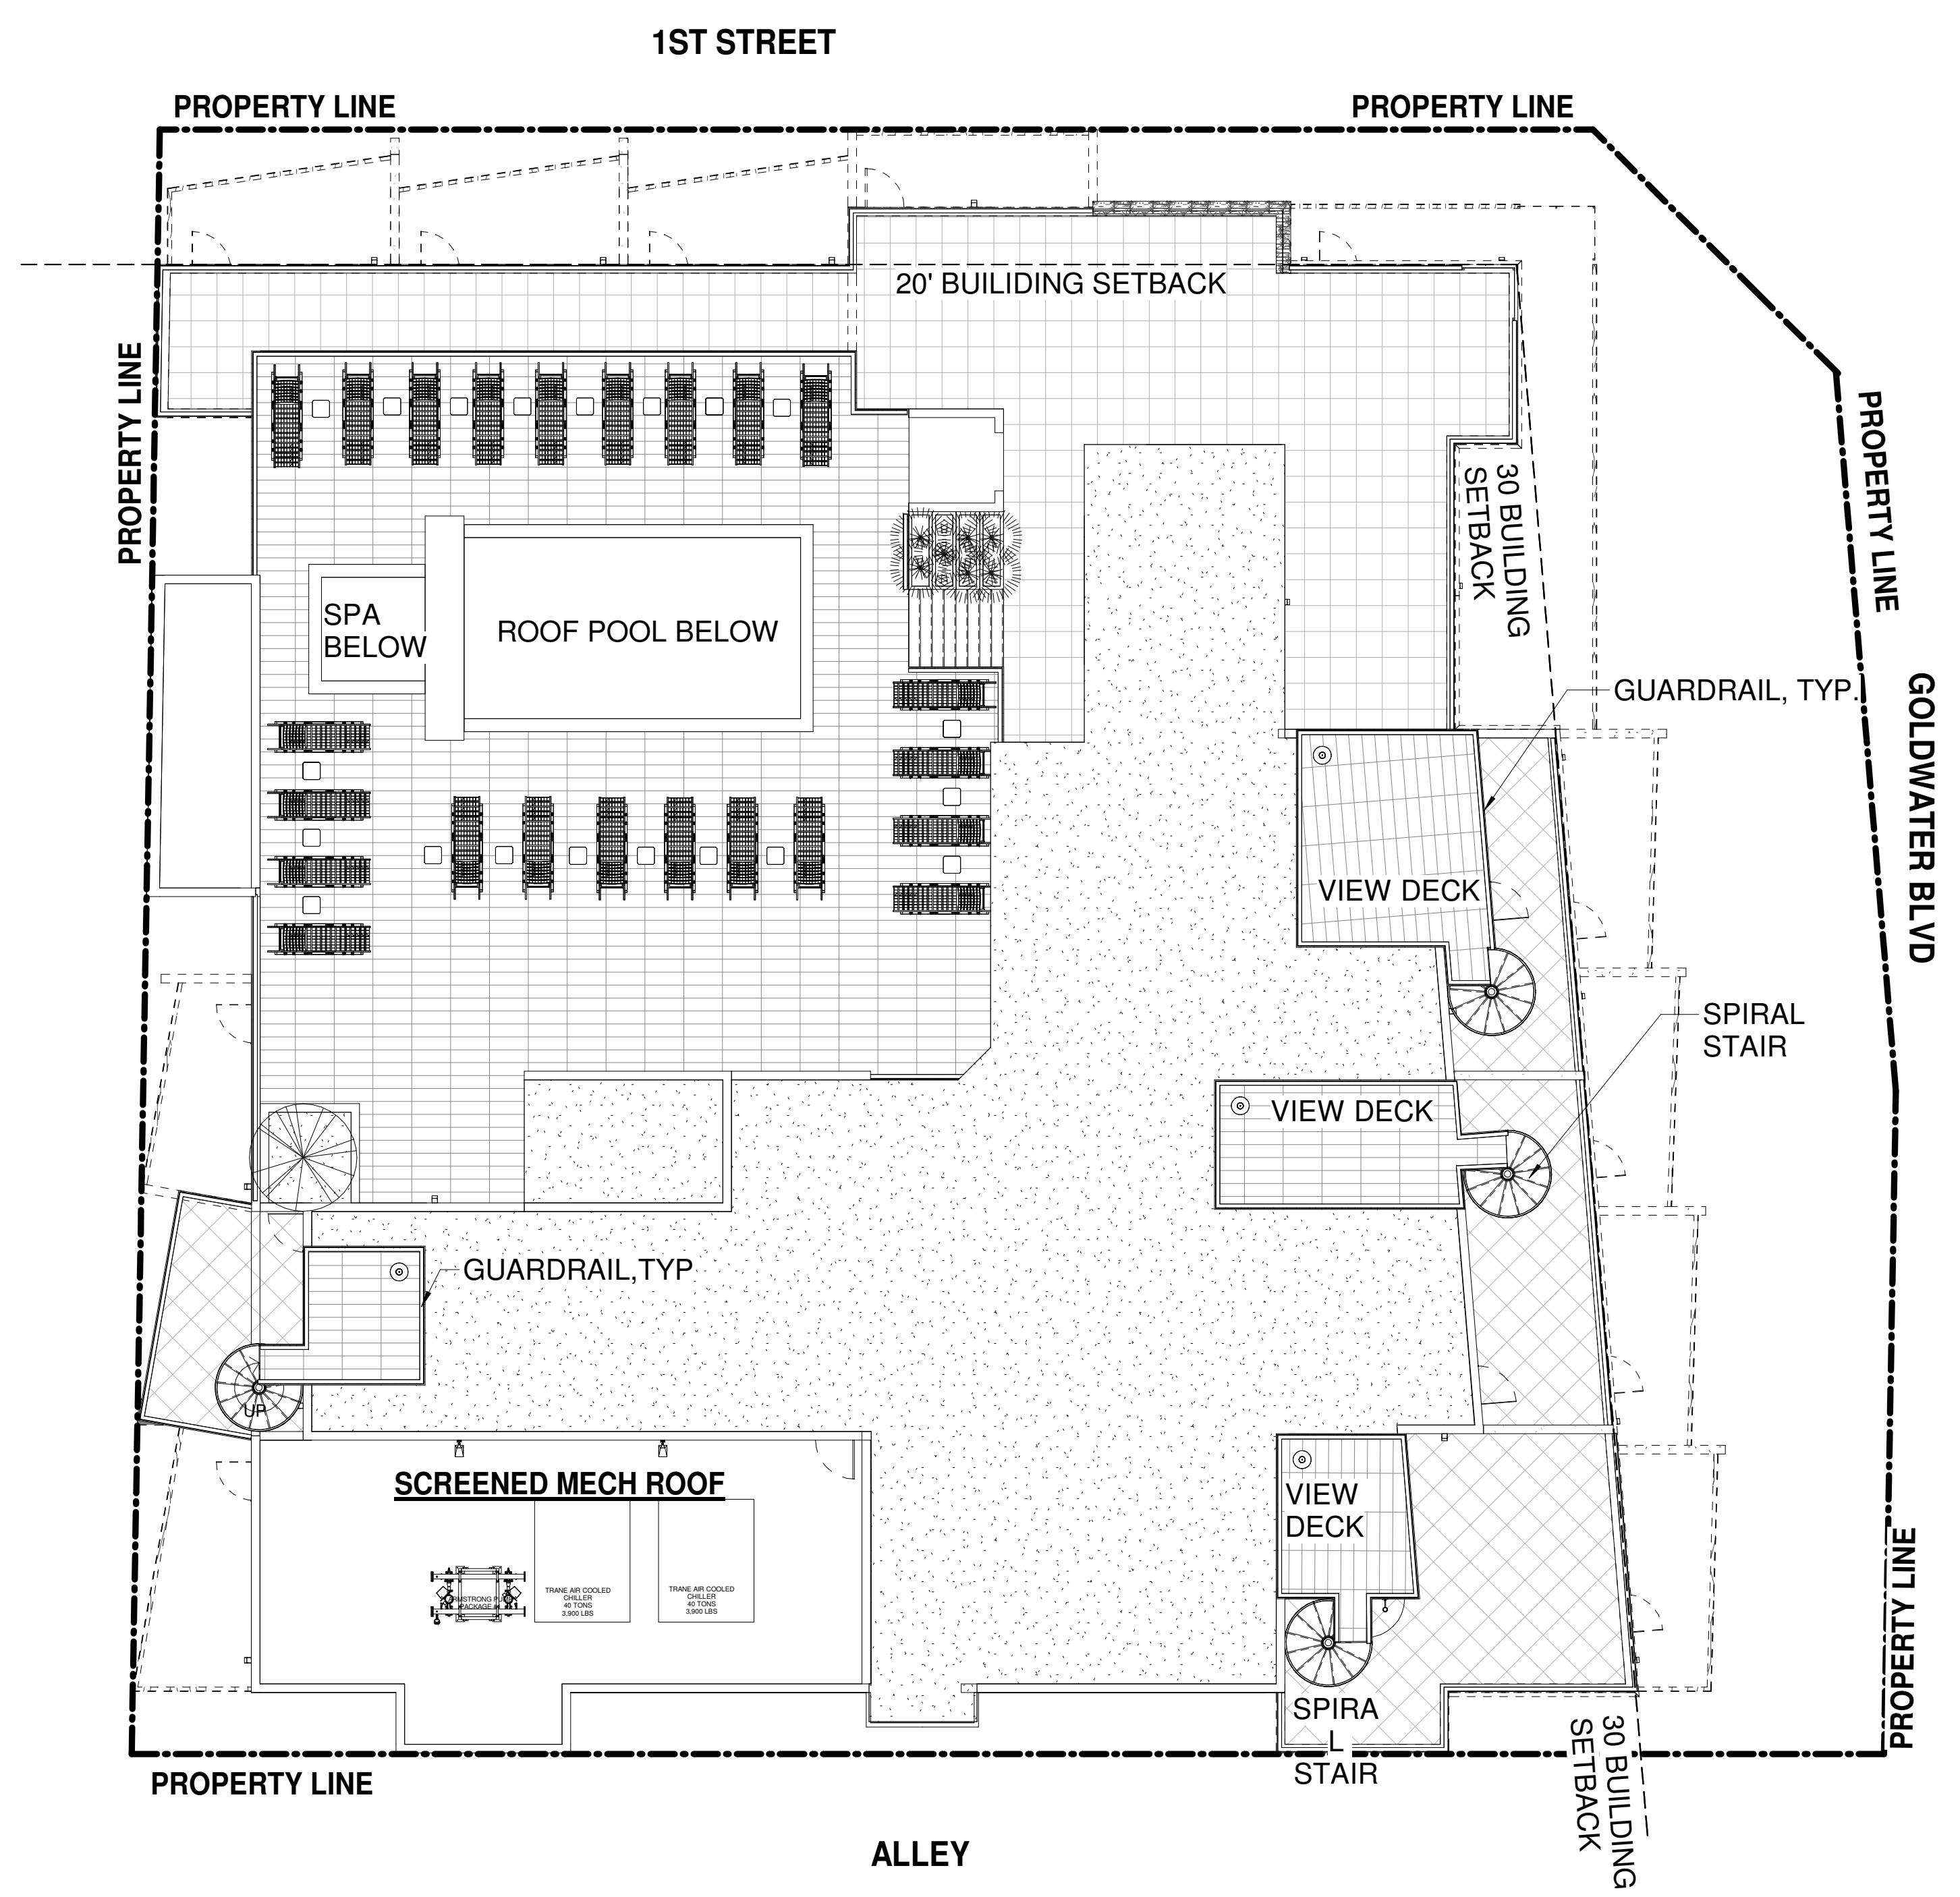 1ST STREET
PROPERTY LINE
PROPERTY LINE
20' BUILIDING SETBACK
PROPERTY LINE
PROPERTY LINE
30 BUILDING
SETBACK
SPA
BELOW
ROOF POOL BELOW
GUARDRAIL, TYP.
GOLDWATER BLVD
VIEW DECK
SPIRAL
STAIR
VIEW DECK
GUARDRAIL,TYP
UP
SCREENED MECH ROOF
VIEW
DECK
TRANE AIR COOLED
CHILLER
40 TONS
3,900 LBS
TRANE AIR COOLED
CHILLER
40 TONS
3,900 LBS
ARMSTRONG
PACKAGE
PROPERTY LINE
SPIRA
L
STAIR
30 BUILDING
SETBACK
PROPERTY LINE
ALLEY